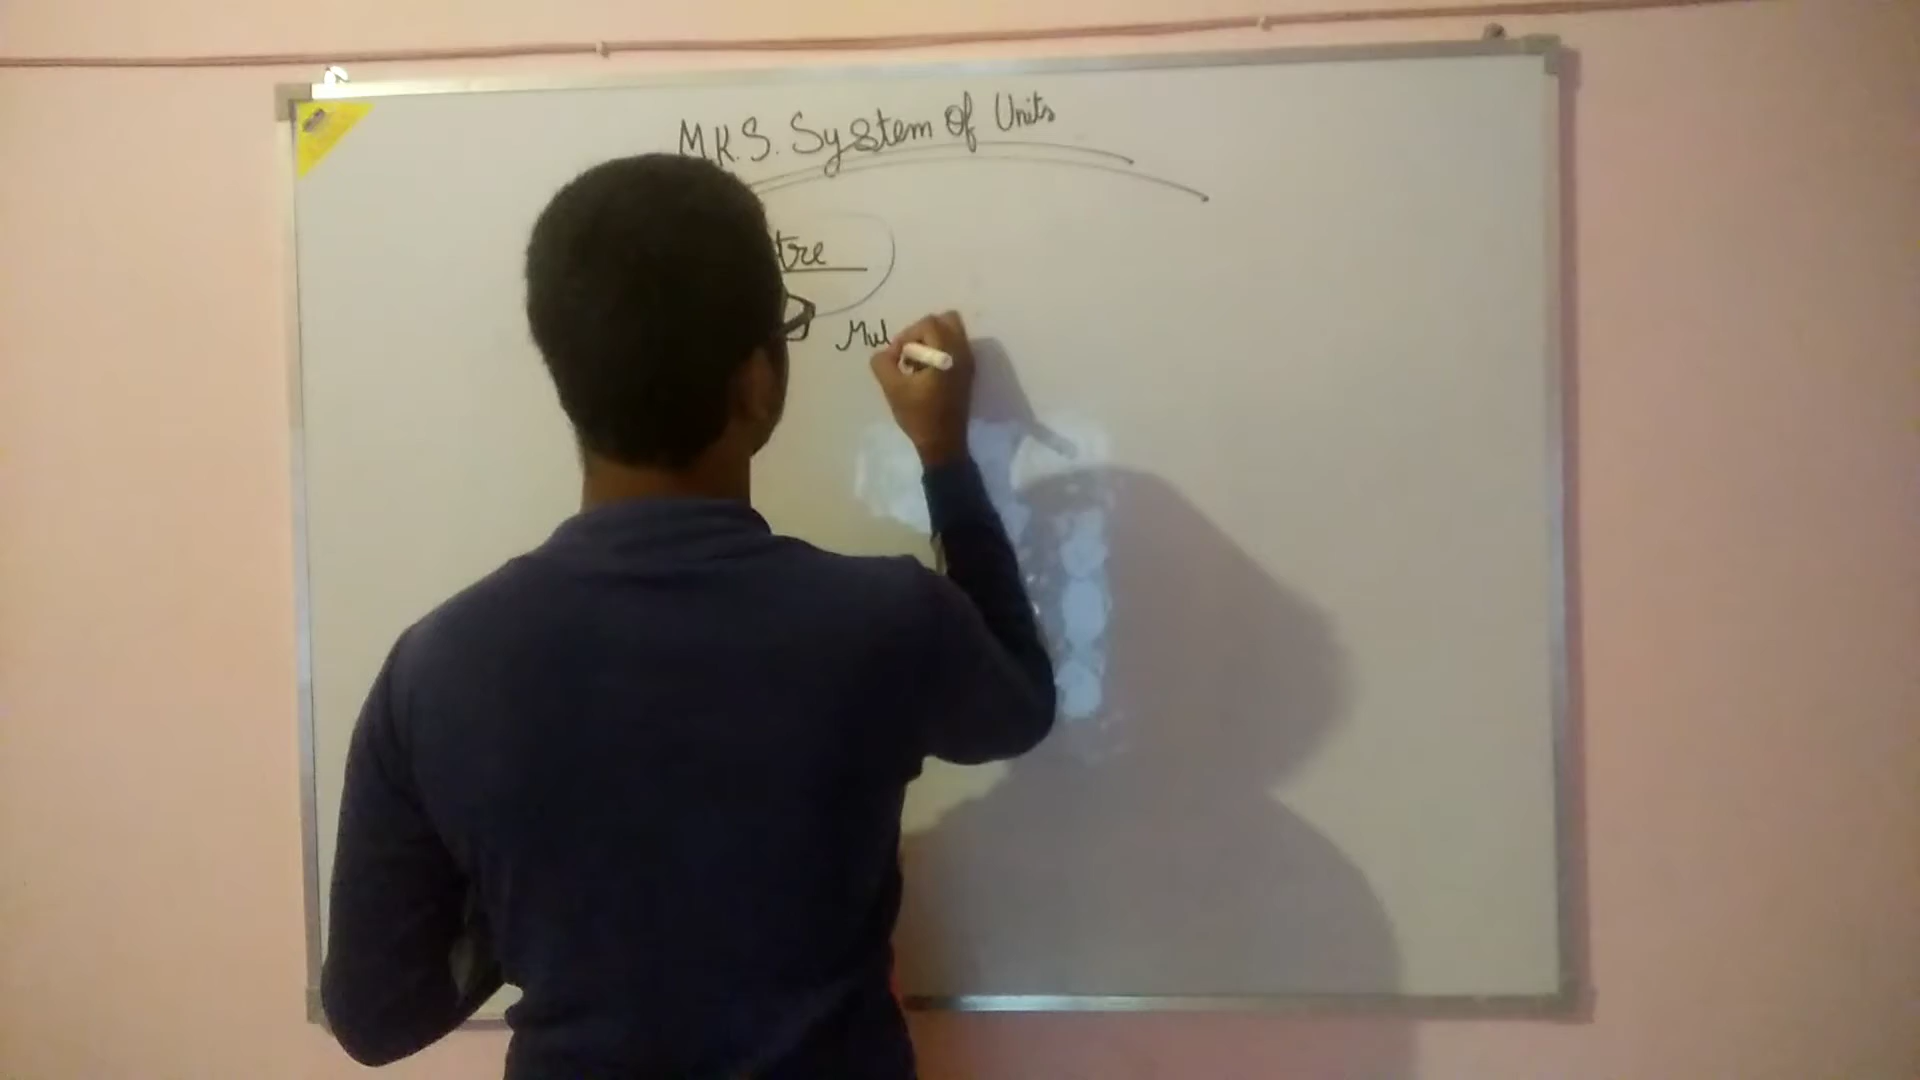 M.K.S. System Of Units
tre
Mul